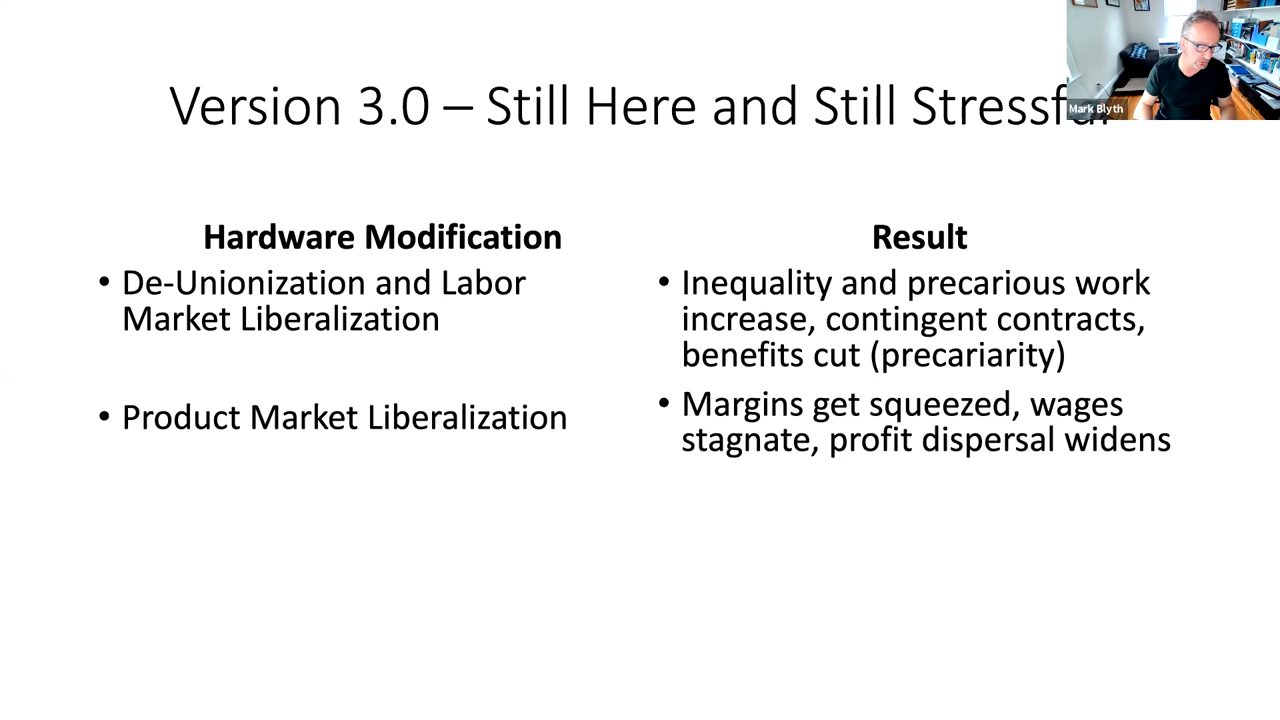 Version 3.0 – Still Here and Still
Mark Blyth
Hardware Modification
• De-Unionization and Labor
Market Liberalization
• Product Market Liberalization
Result
• Inequality and precarious work
increase, contingent contracts,
benefits cut (precariarity)
• Margins get squeezed, wages
stagnate, profit dispersal widens